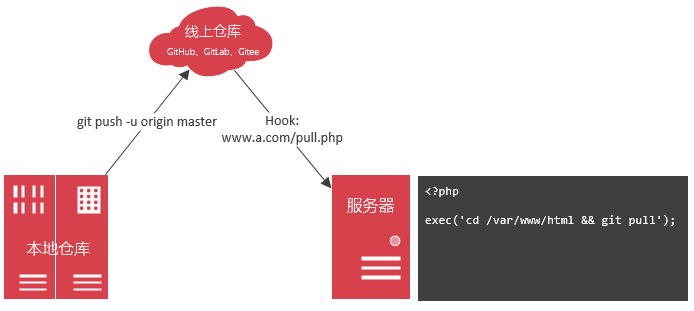 线上仓库
GitHub、GitLab、Gitee
git push -u origin master
Hook:
www.a.com/pull.php
本地仓库
服务器
<?php
exec('cd /var/www/html && git pull');